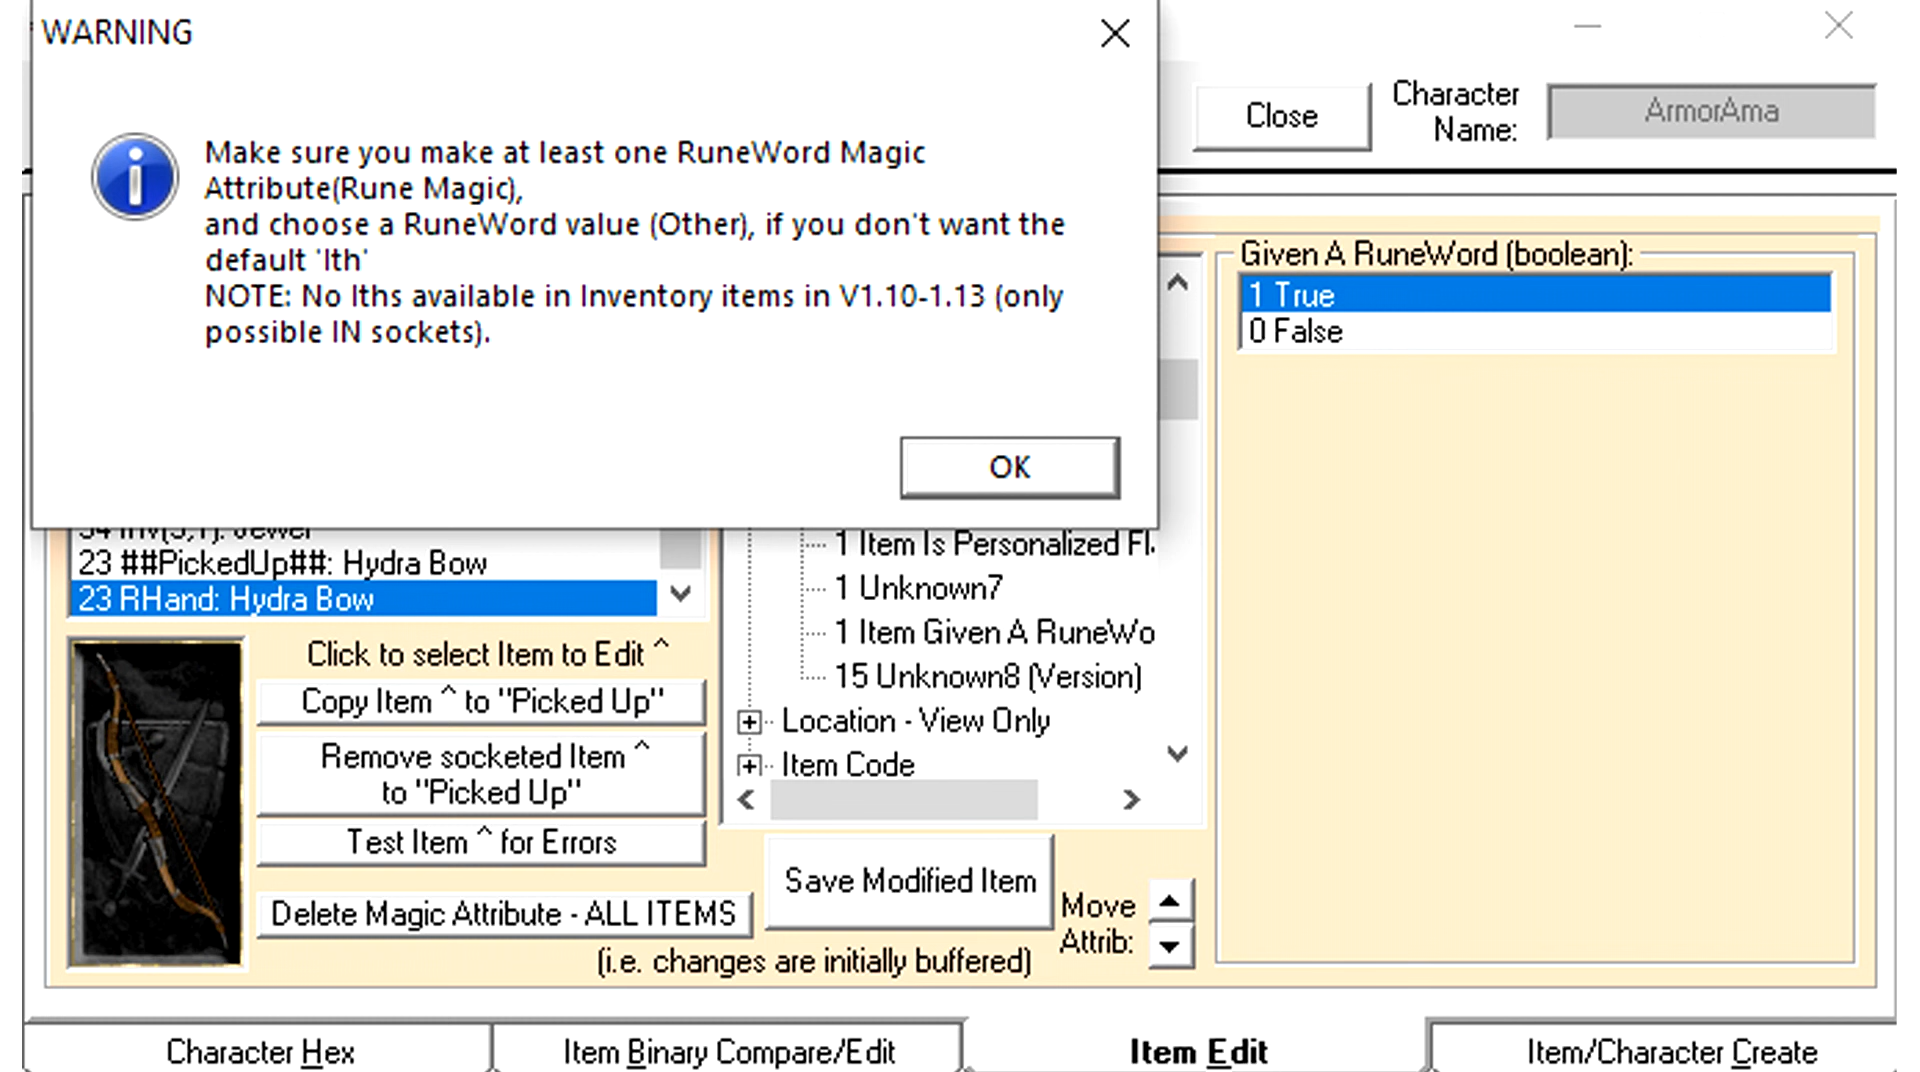 WARNING
Make sure you make at least one RuneWord Magic
Attribute(Rune Magic),
and choose a RuneWord value (Other), if you don't want the
default 'Ith'
NOTE: No Iths available in Inventory items in V1.10-1.13 (only
possible IN sockets).
OK
Close
Character
Name:
ArmorAma
Given A RuneWord (boolean):
1 True
0 False
54 Inv(5,1): Jewel
23 ##PickedUp##: Hydra Bow
23 RHand: Hydra Bow
Click to select Item to Edit ^
Copy Item ^ to "Picked Up"
Remove socketed Item ^
to "Picked Up"
Test Item ^ for Errors
Delete Magic Attribute - ALL ITEMS
1 Item Is Personalized Fl
1 Unknown7
1 Item Given A RuneWo
15 Unknown8 (Version)
Location - View Only
Item Code
Save Modified Item
Move
Attrib:
(i.e. changes are initially buffered)
Character Hex
Item Binary Compare/Edit
Item Edit
Item/Character Create